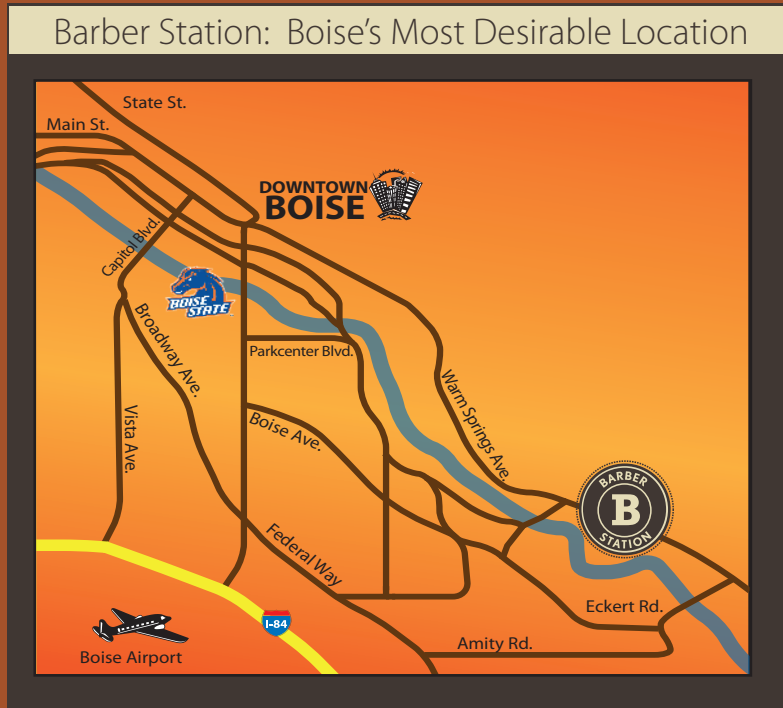 Barber Station: Boise's Most Desirable Location
State St.
Main St.
DOWNTOWN
BOISE
Capitol Blvd.
BOISE
STATE
Broadway Ave.
Parkcenter Blvd.
Vista Ave.
Boise Ave.
Warm Springs Ave.
BARBER
B
STATION
Federal Way
Eckert Rd.
I-84
Amity Rd.
Boise Airport